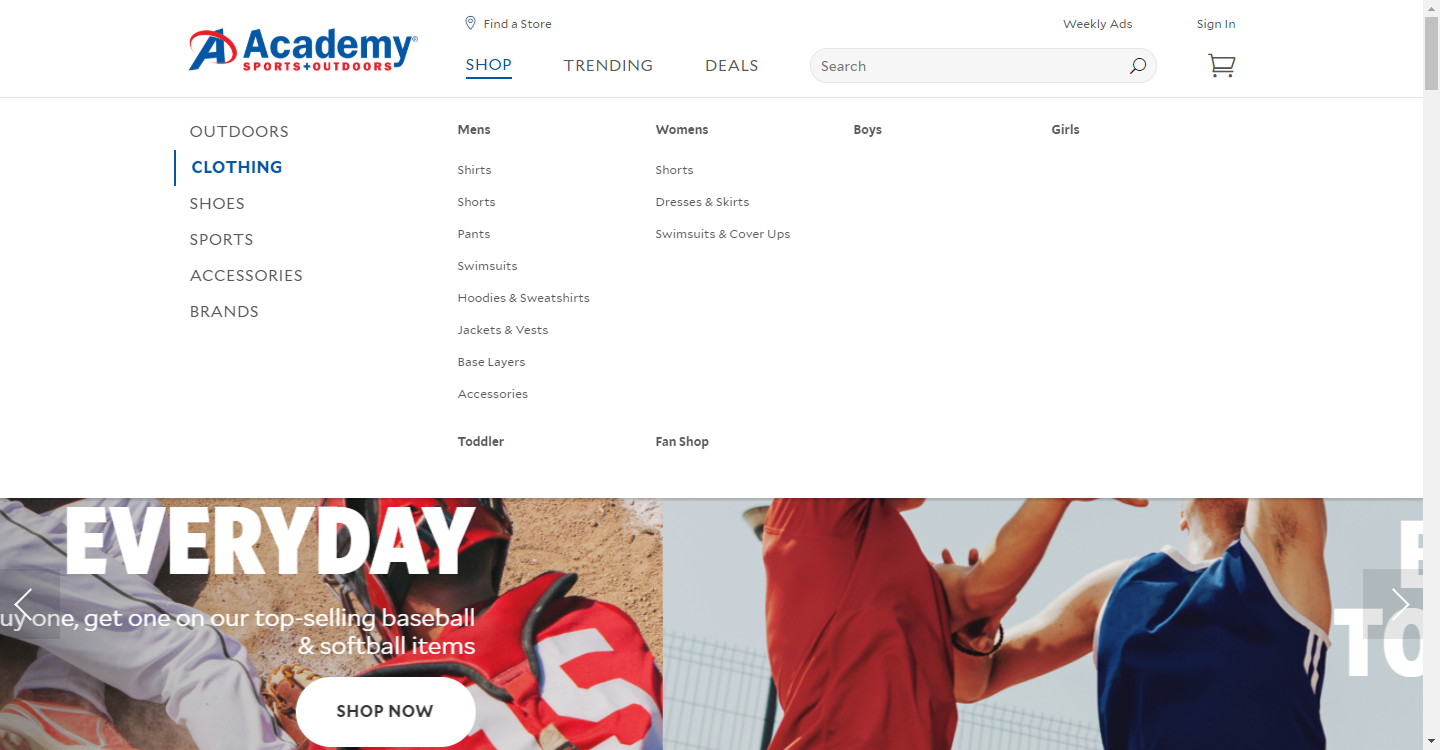 Find a Store
Weekly Ads
Sign In
Academy®
SPORTS+OUTDOORS
SHOP
TRENDING
DEALS
Search
OUTDOORS
CLOTHING
SHOES
SPORTS
ACCESSORIES
BRANDS
Mens
Shirts
Shorts
Pants
Swimsuits
Hoodies & Sweatshirts
Jackets & Vests
Base Layers
Accessories
Womens
Shorts
Dresses & Skirts
Swimsuits & Cover Ups
Boys
Girls
Toddler
Fan Shop
EVERYDAY
uy one, get one on our top-selling baseball
& softball items
SHOP NOW
TO